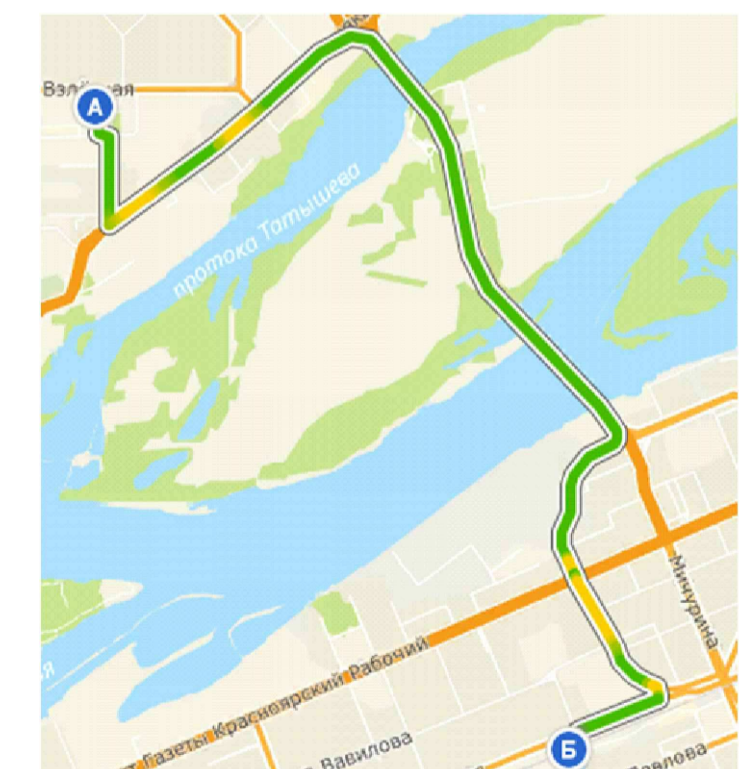 А
протока Татышева
Мичурина
т Газеты Красноярский Рабочий
Вавилова
Б